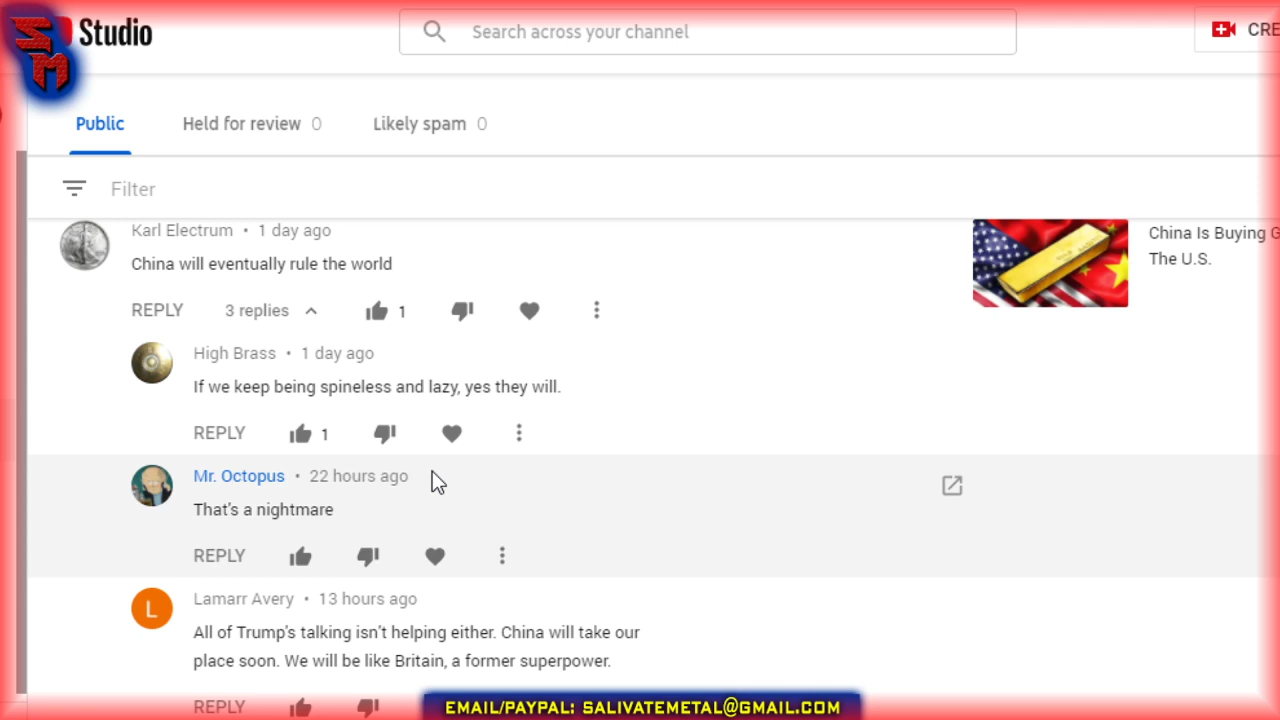 SM
Studio
Search across your channel
CRE
Public
Held for review 0
Likely spam 0
Filter
Karl Electrum • 1 day ago
China will eventually rule the world
REPLY 3 replies 1
China Is Buying G
The U.S.
High Brass • 1 day ago
If we keep being spineless and lazy, yes they will.
REPLY 1
Mr. Octopus • 22 hours ago
That's a nightmare
REPLY
L
Lamarr Avery • 13 hours ago
All of Trump's talking isn't helping either. China will take our
place soon. We will be like Britain, a former superpower.
REPLY
EMAIL/PAYPAL: SALIVATEMETAL@GMAIL.COM